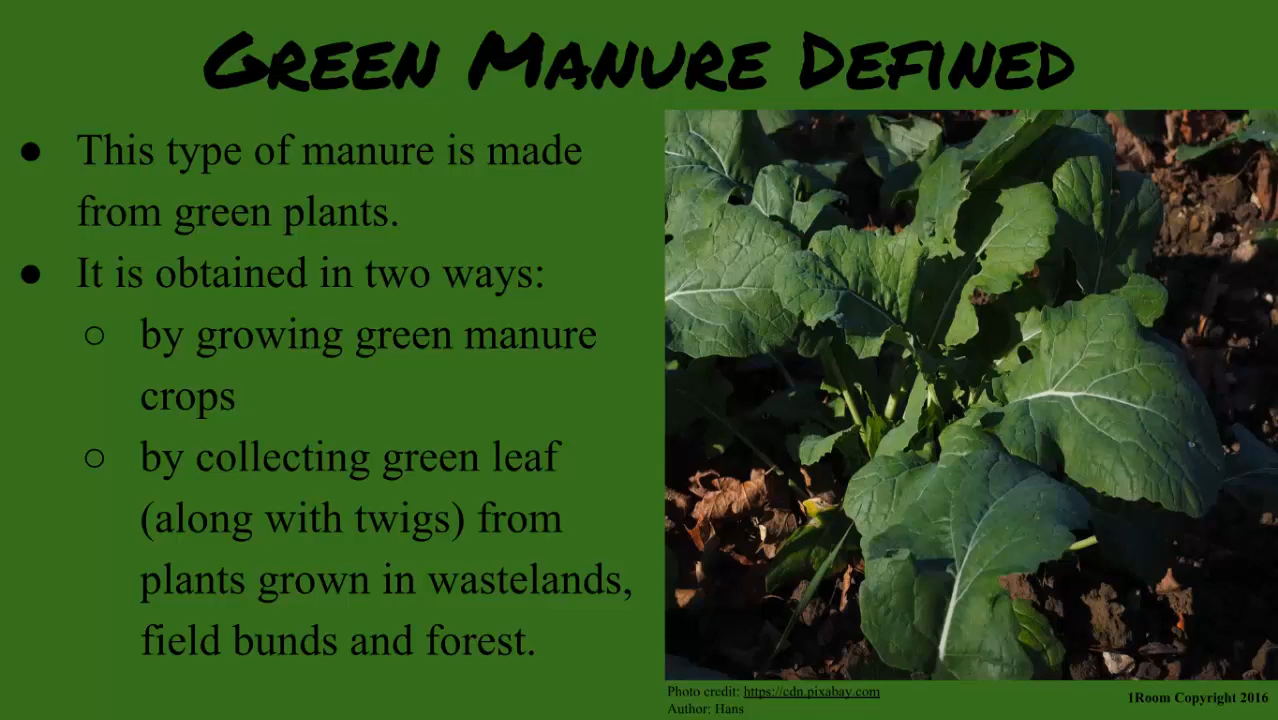 Green Manure Defined
● This type of manure is made
from green plants.
● It is obtained in two ways:
○ by growing green manure
crops
○ by collecting green leaf
(along with twigs) from
plants grown in wastelands,
field bunds and forest.
Photo credit: https://cdn.pixabay.com
Author: Hans
1Room Copyright 2016